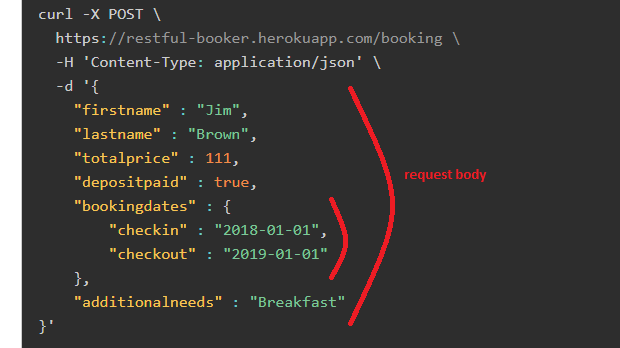 curl -X POST \
https://restful-booker.herokuapp.com/booking \
-H 'Content-Type: application/json' \
-d '{
"firstname" : "Jim",
"lastname" : "Brown",
"totalprice" : 111,
"depositpaid" : true,
"bookingdates" : {
"checkin" : "2018-01-01",
"checkout" : "2019-01-01"
},
"additionalneeds" : "Breakfast"
}'
request body